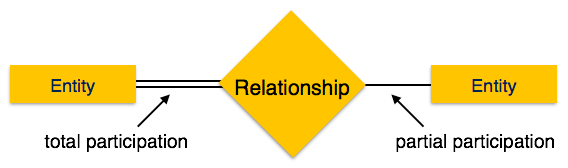 Entity
Relationship
Entity
total participation
partial participation